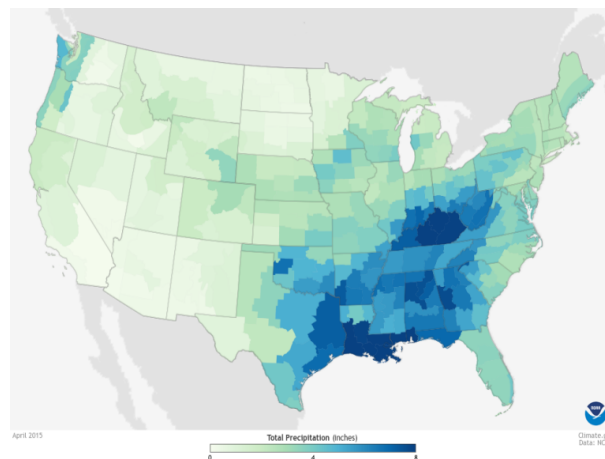 April 2015
Total Precipitation (inches)
0 4 8
Climate.g
Data: NC